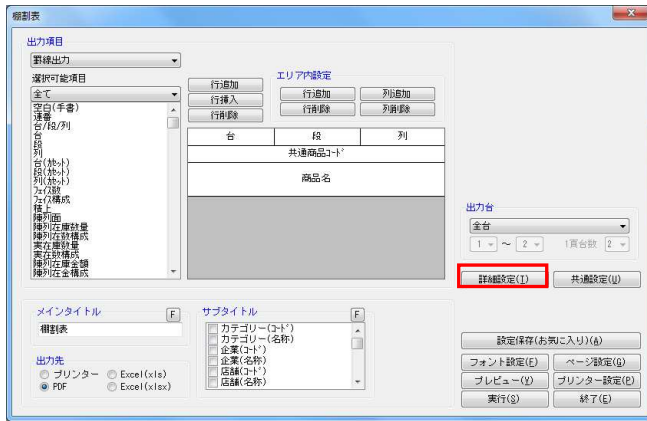 棚割表
出力項目
罫線出力
選択可能項目
全て
空白(手書)
連番
台/段/列
台
段
列
台(ｶｾｯﾄ)
段(ｶｾｯﾄ)
列(ｶｾｯﾄ)
ﾌｪｲｽ数
ﾌｪｲｽ構成
積上
陳列面
陳列在庫数量
陳列在数構成
実在庫数量
実在数構成
陳列在庫金額
陳列在金構成
行追加
行挿入
行削除
エリア内設定
行追加
列追加
行削除
列削除
台 段 列
共通商品ｺｰﾄﾞ
商品名
出力台
全台
1 ～ 2 1頁台数 2
詳細設定(I) 共通設定(U)
メインタイトル F
棚割表
出力先
プリンター Excel(xls)
PDF Excel(xlsx)
サブタイトル F
カテゴリー(ｺｰﾄﾞ)
カテゴリー(名称)
企業(ｺｰﾄﾞ)
企業(名称)
店舗(ｺｰﾄﾞ)
店舗(名称)
設定保存(お気に入り)(A)
フォント設定(F) ページ設定(G)
プレビュー(V) プリンター設定(P)
実行(S) 終了(E)